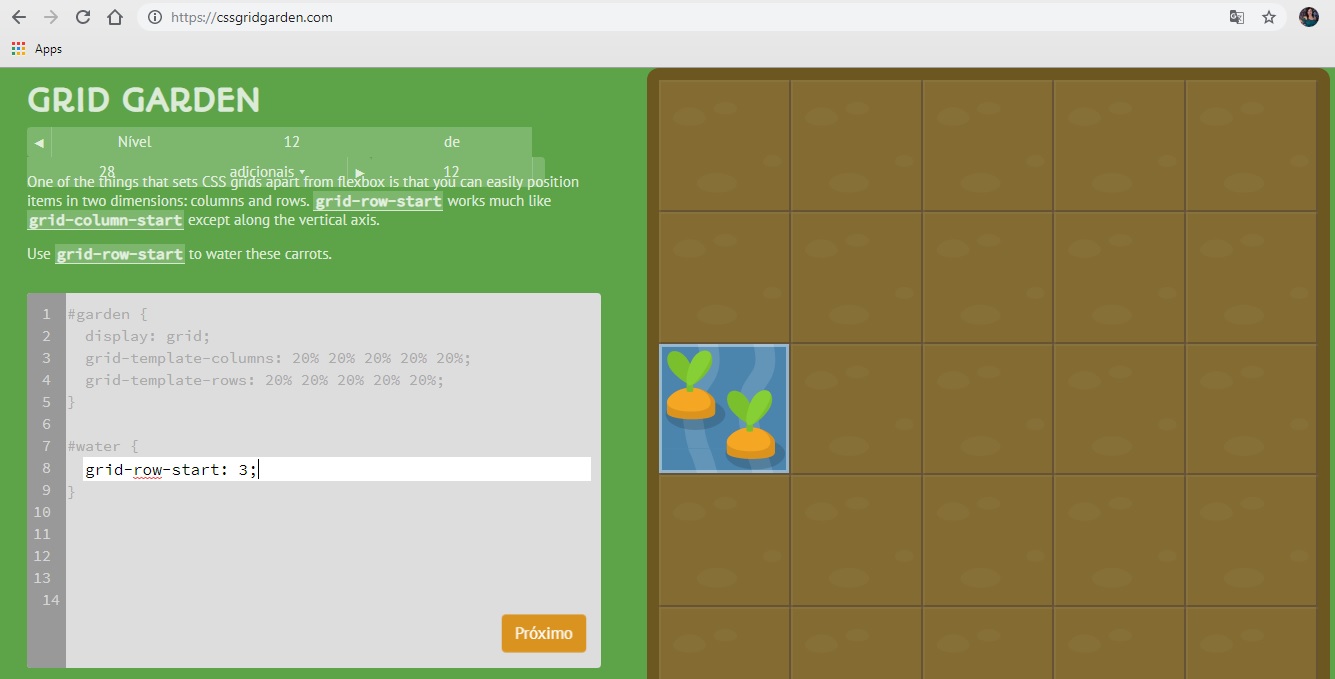 https://cssgridgarden.com
Apps
GRID GARDEN
◀ Nível 12 de
28 adicionais ▾ ▶ 12
One of the things that sets CSS grids apart from flexbox is that you can easily position
items in two dimensions: columns and rows. grid-row-start works much like
grid-column-start except along the vertical axis.
Use grid-row-start to water these carrots.
1 #garden {
2 display: grid;
3 grid-template-columns: 20% 20% 20% 20% 20%;
4 grid-template-rows: 20% 20% 20% 20% 20%;
5 }
6
7 #water {
8 grid-row-start: 3;
9 }
10
11
12
13
14
Próximo